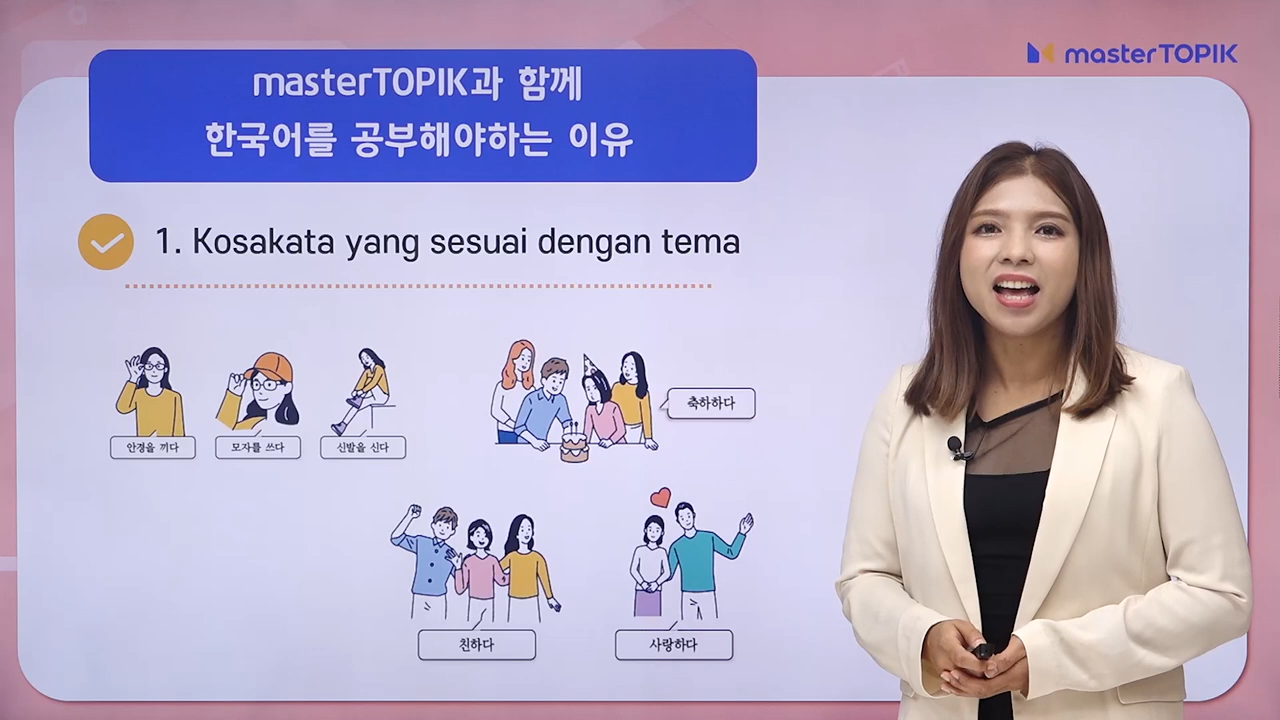 masterTOPIK
masterTOPIK과 함께
한국어를 공부해야하는 이유
1. Kosakata yang sesuai dengan tema
안경을 끼다
모자를 쓰다
신발을 신다
축하하다
친하다
사랑하다